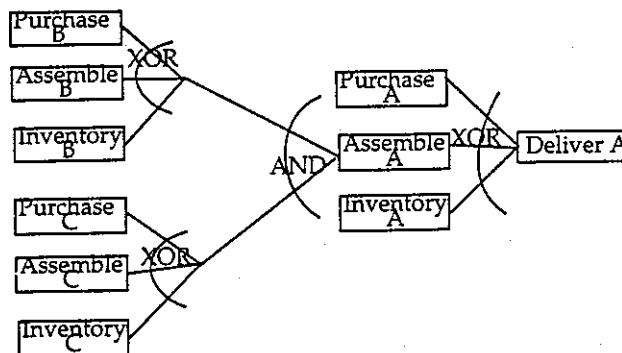 Purchase
B
XOR
Assemble
B
Inventory
B
Purchase
A
Assemble
A
XOR
Deliver A
AND
Inventory
A
Purchase
C
Assemble
C
XOR
Inventory
C